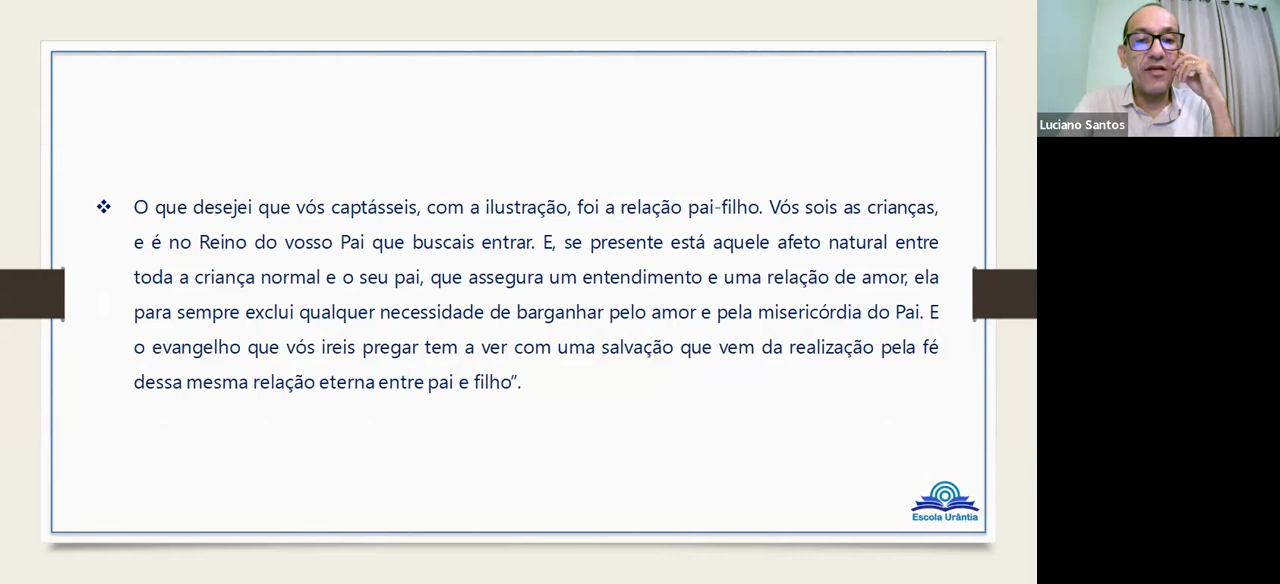 O que desejei que vós captásseis, com a ilustração, foi a relação pai-filho. Vós sois as crianças,
e é no Reino do vosso Pai que buscais entrar. E, se presente está aquele afeto natural entre
toda a criança normal e o seu pai, que assegura um entendimento e uma relação de amor, ela
para sempre exclui qualquer necessidade de barganhar pelo amor e pela misericórdia do Pai. E
o evangelho que vós ireis pregar tem a ver com uma salvação que vem da realização pela fé
dessa mesma relação eterna entre pai e filho”.
Escola Urântia
Luciano Santos